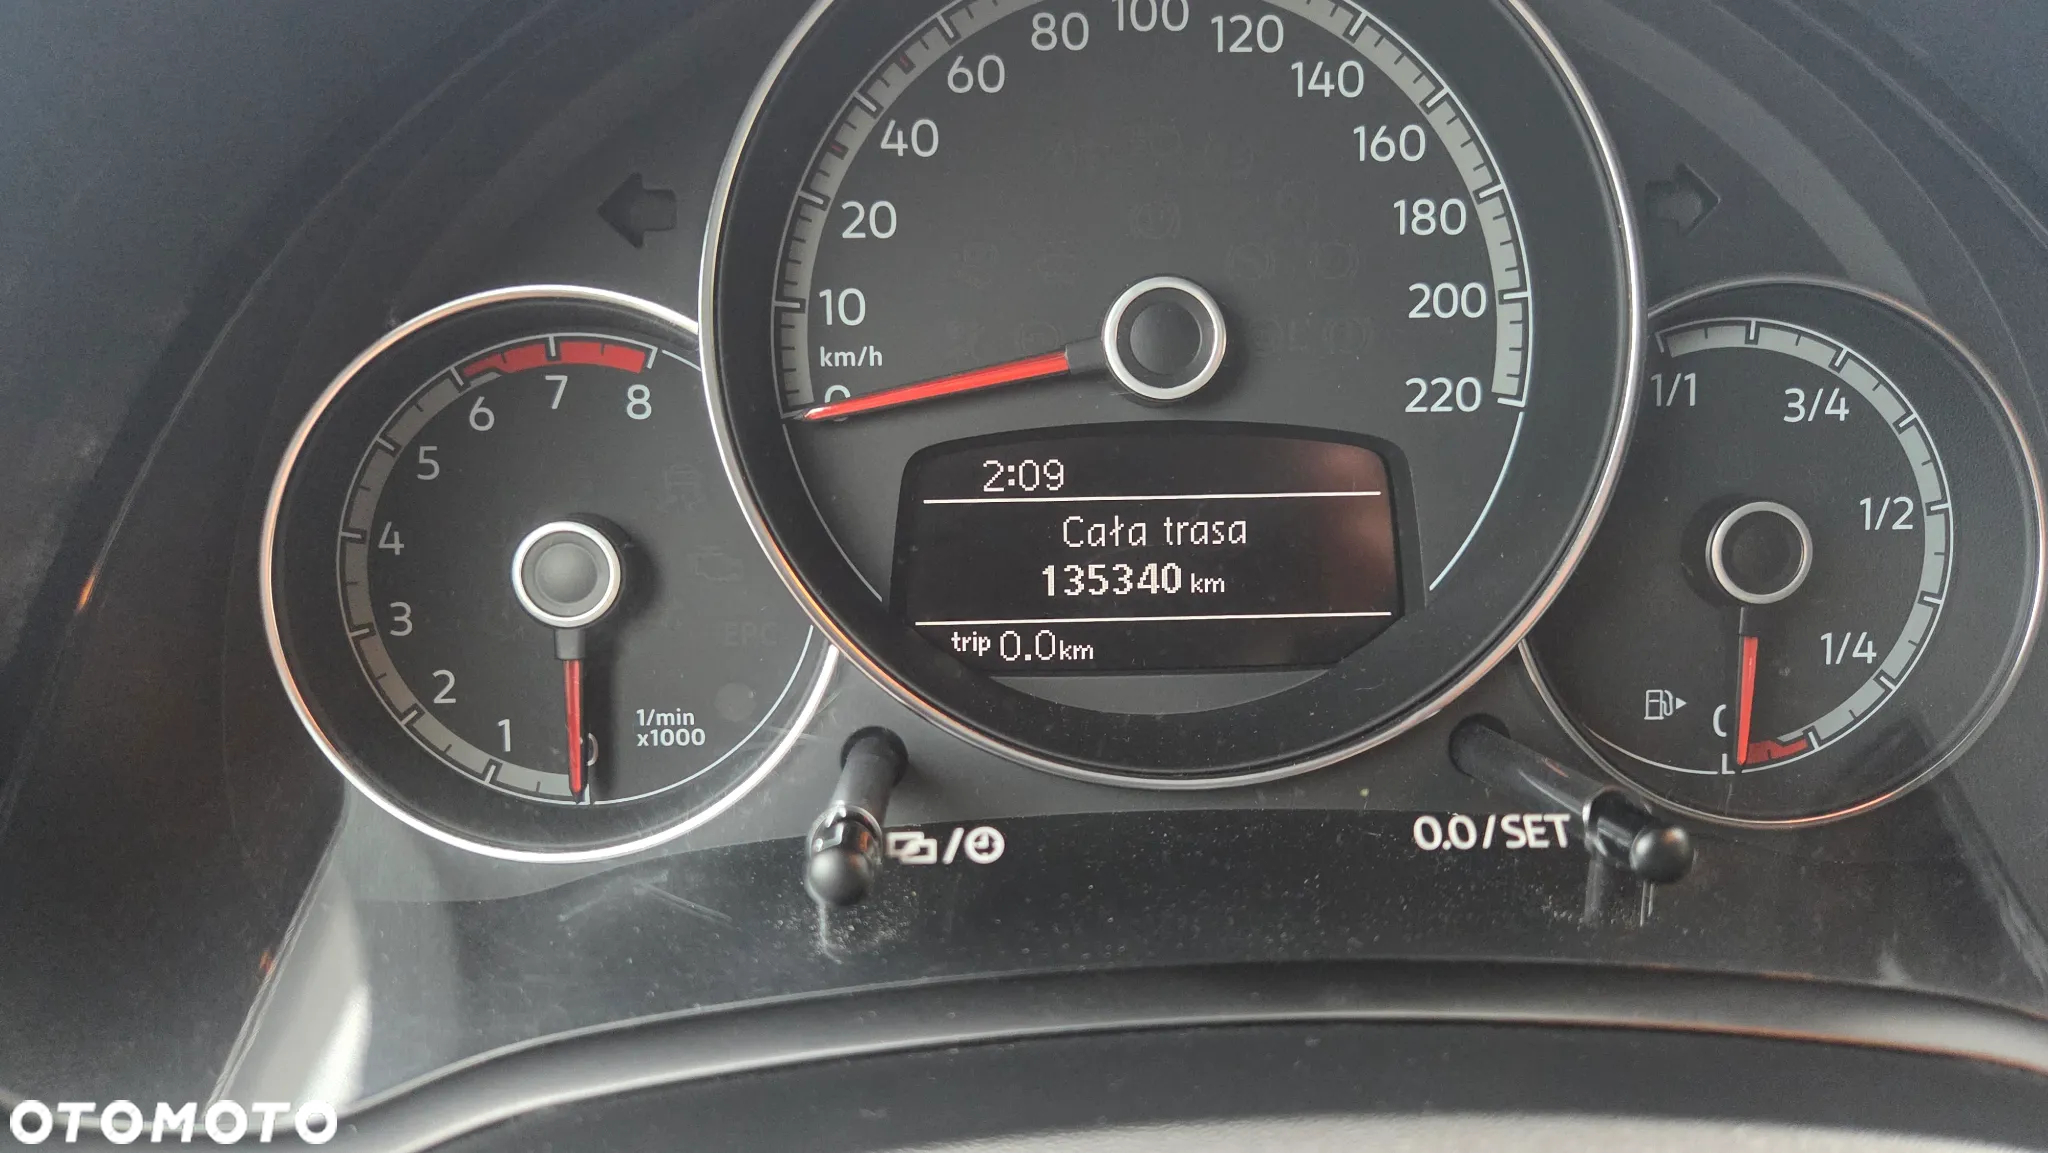 80 100 120
60 140
40 160
20 180
10 200
km/h
0 220
1 2 3 4 5 6 7 8
1/min
x1000
EPC
2:09
Cała trasa
135340 km
trip 0.0 km
1/1
3/4
1/2
1/4
0.0/SET
OTOMOTO